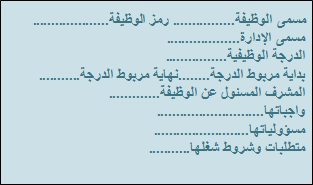 مسمى الوظيفة................ رمز الوظيفة....................
مسمى الإدارة...................
الدرجة الوظيفية................
بداية مربوط الدرجة........نهاية مربوط الدرجة...........
المشرف المسئول عن الوظيفة.............
واجباتها............................
مسؤولياتها.........................
متطلبات وشروط شغلها...........